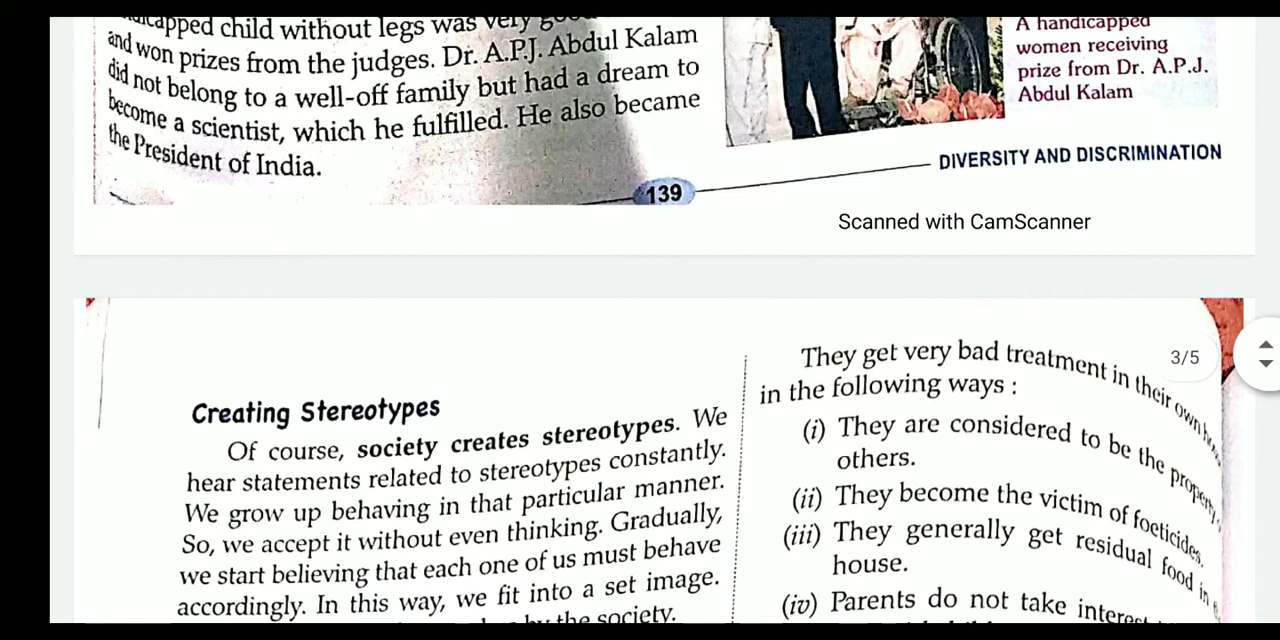 child without legs was very
and won prizes from the judges. Dr. A.P.J. Abdul Kalam
did not belong to a well-off family but had a dream to
become a scientist, which he fulfilled. He also became
the President of India.
A handicapped
women receiving
prize from Dr. A.P.J.
Abdul Kalam
139
DIVERSITY AND DISCRIMINATION
Scanned with CamScanner
3/5
Creating Stereotypes
Of course, society creates stereotypes. We
hear statements related to stereotypes constantly.
We grow up behaving in that particular manner.
So, we accept it without even thinking. Gradually,
we start believing that each one of us must behave
accordingly. In this way, we fit into a set image.
the society.
They get very bad treatment in their own
in the following ways :
(i) They are considered to be the property
others.
(ii) They become the victim of foeticides.
(iii) They generally get residual food in
house.
(iv) Parents do not take interest